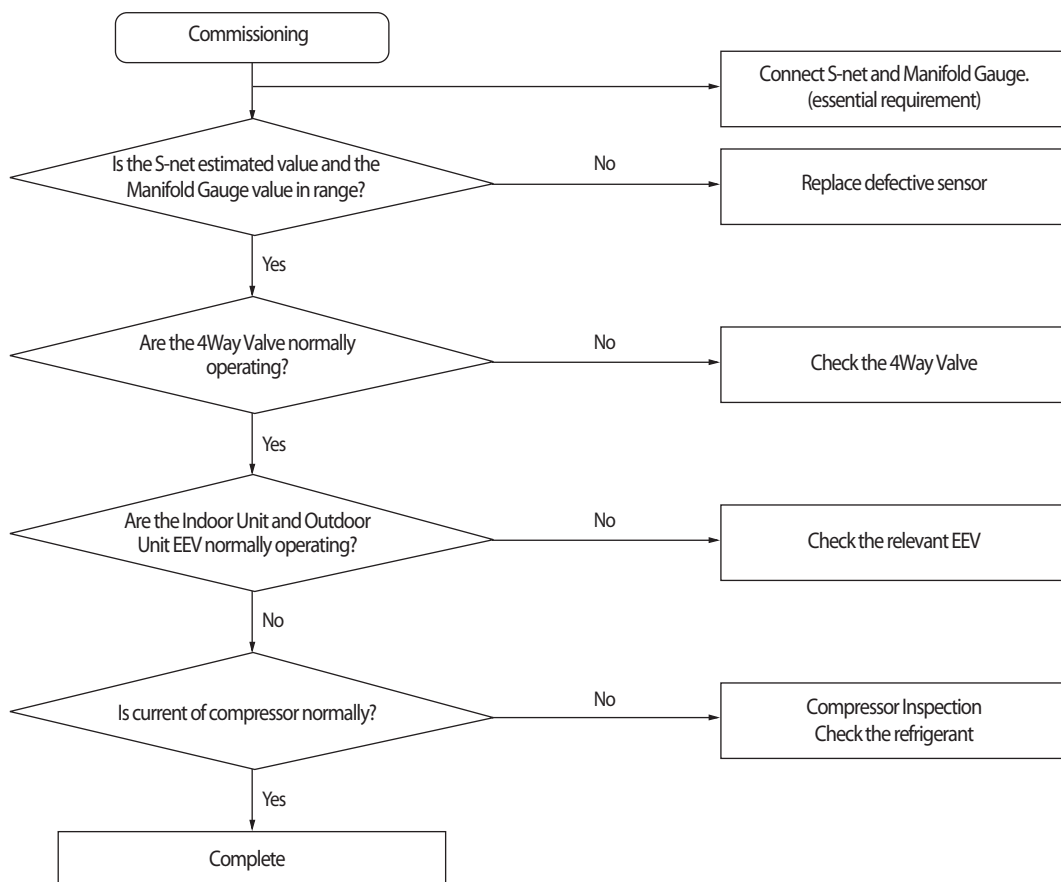 Commissioning
Connect S-net and Manifold Gauge.
(essential requirement)
Is the S-net estimated value and the
Manifold Gauge value in range?
No
Replace defective sensor
Yes
Are the 4Way Valve normally
operating?
No
Check the 4Way Valve
Yes
Are the Indoor Unit and Outdoor
Unit EEV normally operating?
No
Check the relevant EEV
No
Is current of compressor normally?
No
Compressor Inspection
Check the refrigerant
Yes
Complete